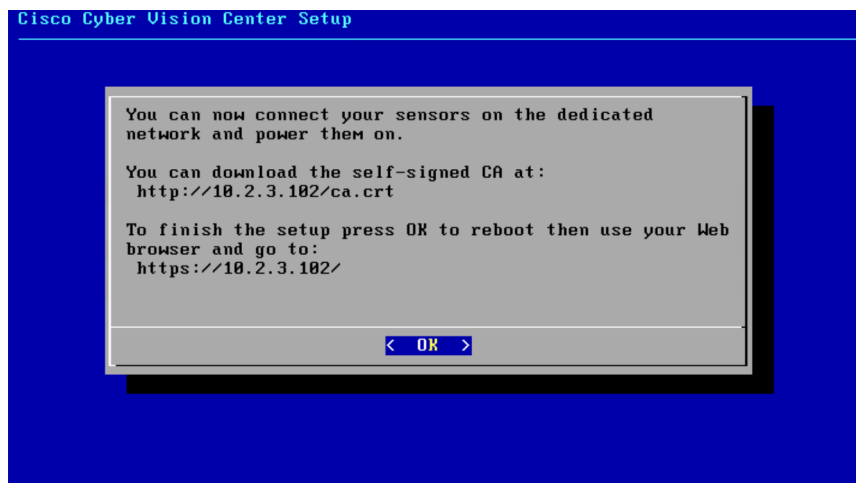 Cisco Cyber Vision Center Setup
You can now connect your sensors on the dedicated
network and power them on.
You can download the self-signed CA at:
http://10.2.3.102/ca.crt
To finish the setup press OK to reboot then use your Web
browser and go to:
https://10.2.3.102/
< OK >